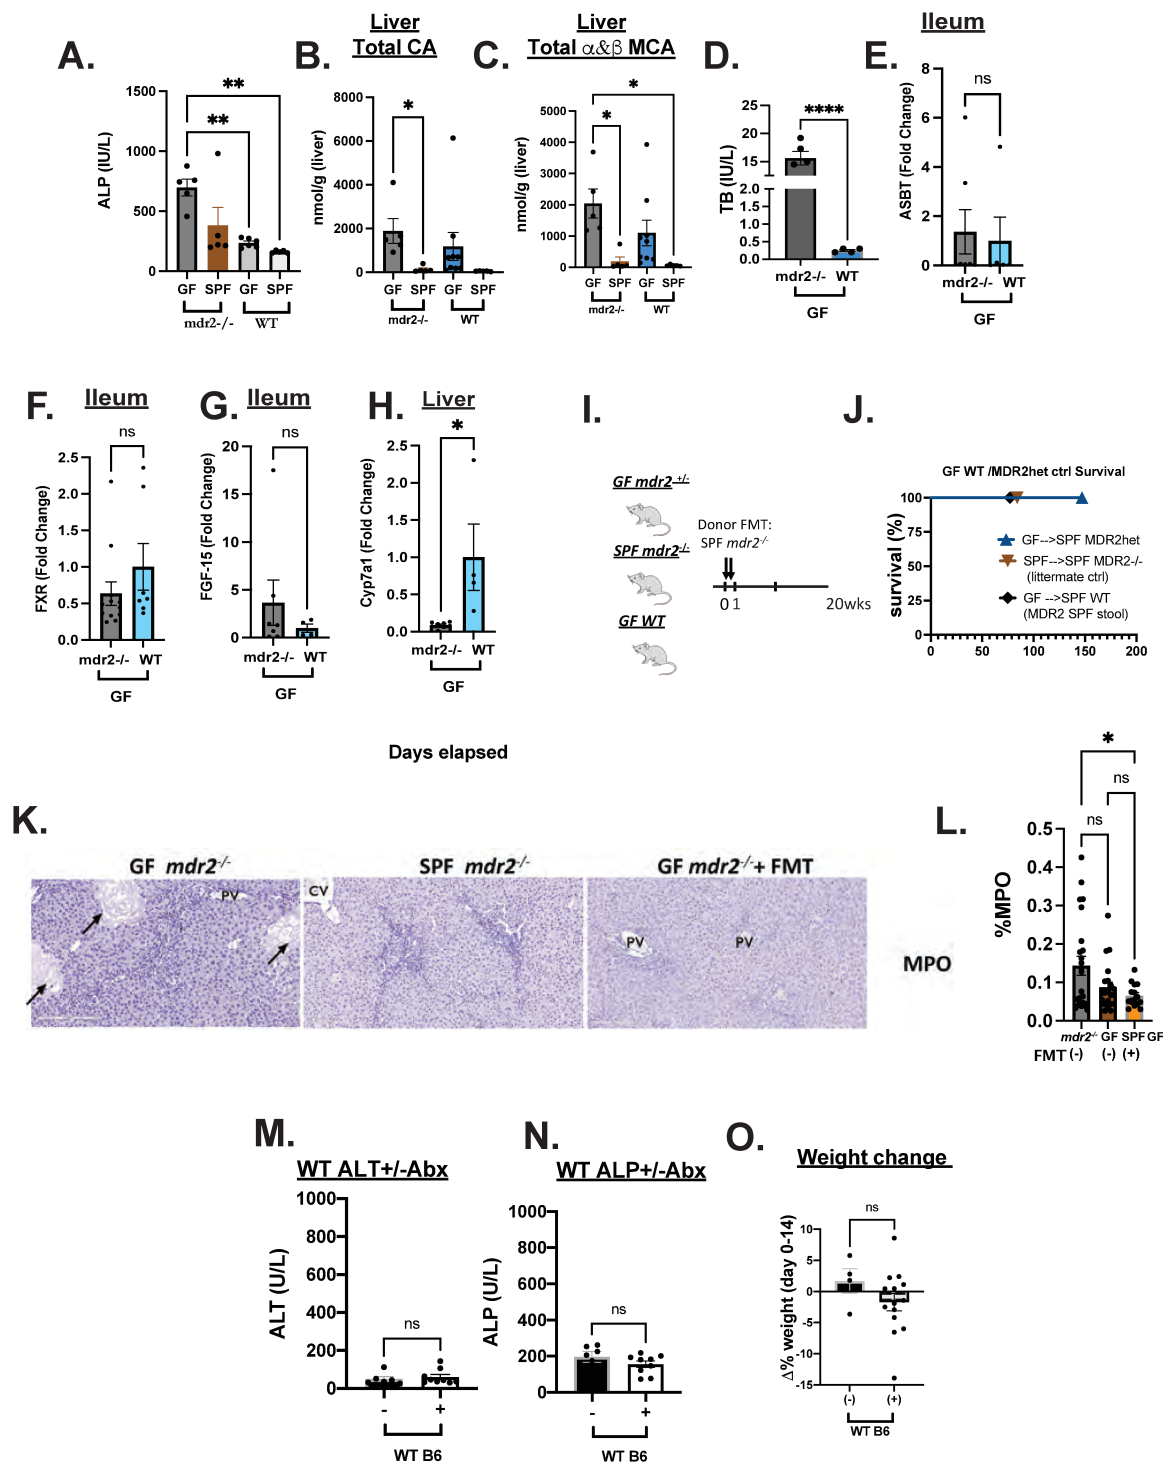 A.
ALP (IU/L)
1500
1000
500
0
**
**
GF SPF GF SPF
mdr2-/- WT
B.
Liver
Total CA
nmol/g (liver)
8000
6000
4000
2000
0
*
GF SPF GF SPF
mdr2-/- WT
C.
Liver
Total α&β MCA
nmol/g (liver)
5000
4000
3000
2000
1000
0
*
*
GF SPF GF SPF
mdr2-/- WT
D.
TB (IU/L)
25
20
15
2.0
1.5
1.0
0.5
0.0
****
mdr2-/- WT
GF
E.
Ileum
ASBT (Fold Change)
8
6
4
2
0
ns
mdr2-/- WT
GF
F.
Ileum
FXR (Fold Change)
2.5
2.0
1.5
1.0
0.5
0.0
ns
mdr2-/- WT
GF
G.
Ileum
FGF-15 (Fold Change)
20
15
10
5
0
ns
mdr2-/- WT
GF
H.
Liver
Cyp7a1 (Fold Change)
2.5
2.0
1.5
1.0
0.5
0.0
*
mdr2-/- WT
GF
I.
GF mdr2 +/-
SPF mdr2-/-
GF WT
Donor FMT:
SPF mdr2-/-
0 1 20wks
J.
GF WT /MDR2het ctrl Survival
survival (%)
100
75
50
25
0
0 50 100 150 200
GF-->SPF MDR2het
SPF-->SPF MDR2-/-
(littermate ctrl)
GF -->SPF WT
(MDR2 SPF stool)
Days elapsed
K.
GF mdr2-/-
SPF mdr2-/-
GF mdr2-/-+ FMT
PV
CV
PV
PV
MPO
L.
%MPO
0.5
0.4
0.3
0.2
0.1
0.0
*
ns
ns
mdr2-/- GF SPF GF
FMT (-) (-) (+)
M.
WT ALT+/-Abx
ALT (U/L)
1000
800
600
400
200
0
ns
- +
WT B6
N.
WT ALP+/-Abx
ALP (U/L)
1000
800
600
400
200
0
ns
- +
WT B6
O.
Weight change
Δ% weight (day 0-14)
10
5
0
-5
-10
-15
ns
(-) (+)
WT B6